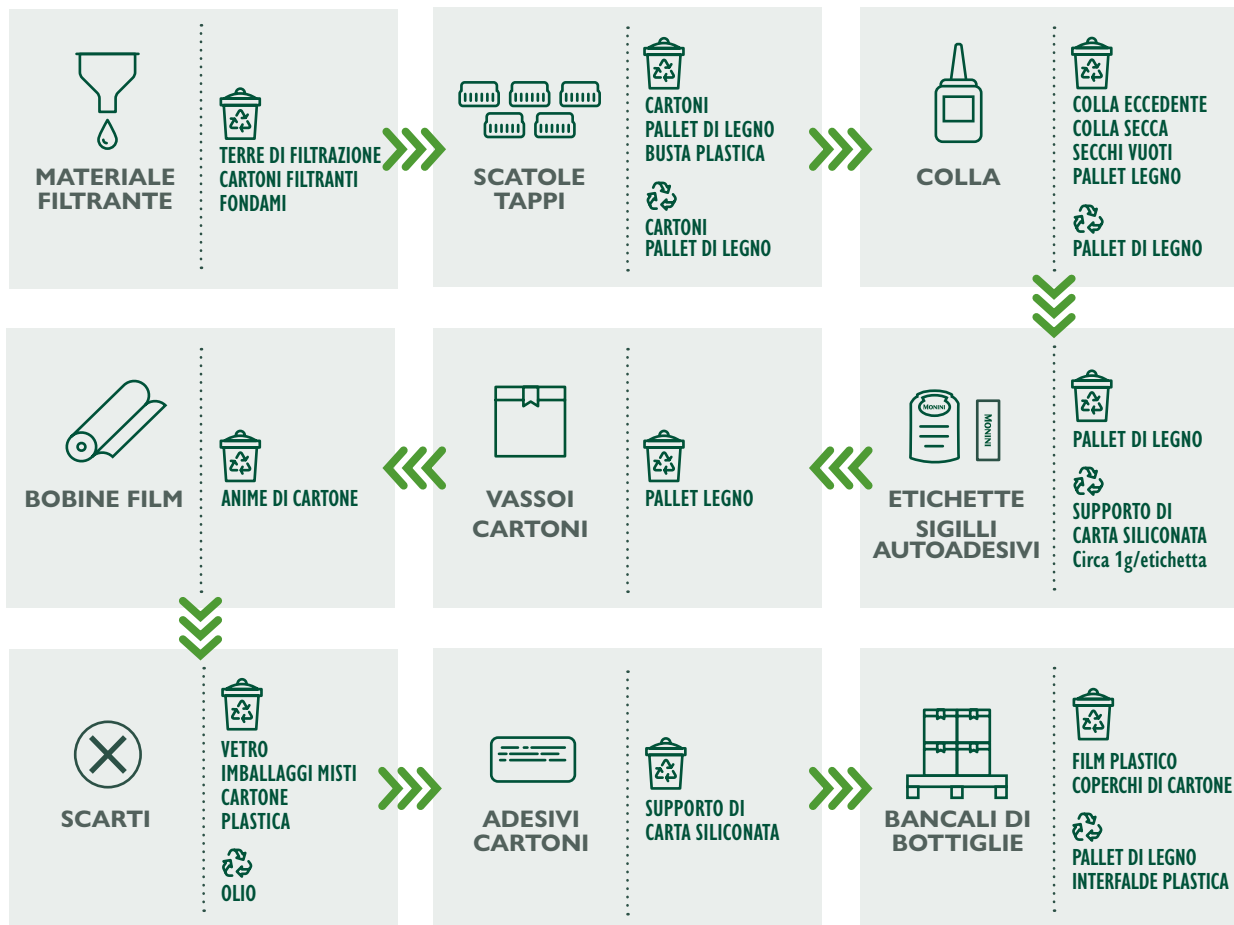 MATERIALE
FILTRANTE
TERRE DI FILTRAZIONE
CARTONI FILTRANTI
FONDAMI
SCATOLE
TAPPI
CARTONI
PALLET DI LEGNO
BUSTA PLASTICA
CARTONI
PALLET DI LEGNO
COLLA
COLLA ECCEDENTE
COLLA SECCA
SECCHI VUOTI
PALLET LEGNO
PALLET DI LEGNO
MONINI
MONINI
ETICHETTE
SIGILLI
AUTOADESIVI
PALLET DI LEGNO
SUPPORTO DI
CARTA SILICONATA
Circa 1g/etichetta
VASSOI
CARTONI
PALLET LEGNO
BOBINE FILM
ANIME DI CARTONE
SCARTI
VETRO
IMBALLAGGI MISTI
CARTONE
PLASTICA
OLIO
ADESIVI
CARTONI
SUPPORTO DI
CARTA SILICONATA
BANCALI DI
BOTTIGLIE
FILM PLASTICO
COPERCHI DI CARTONE
PALLET DI LEGNO
INTERFALDE PLASTICA